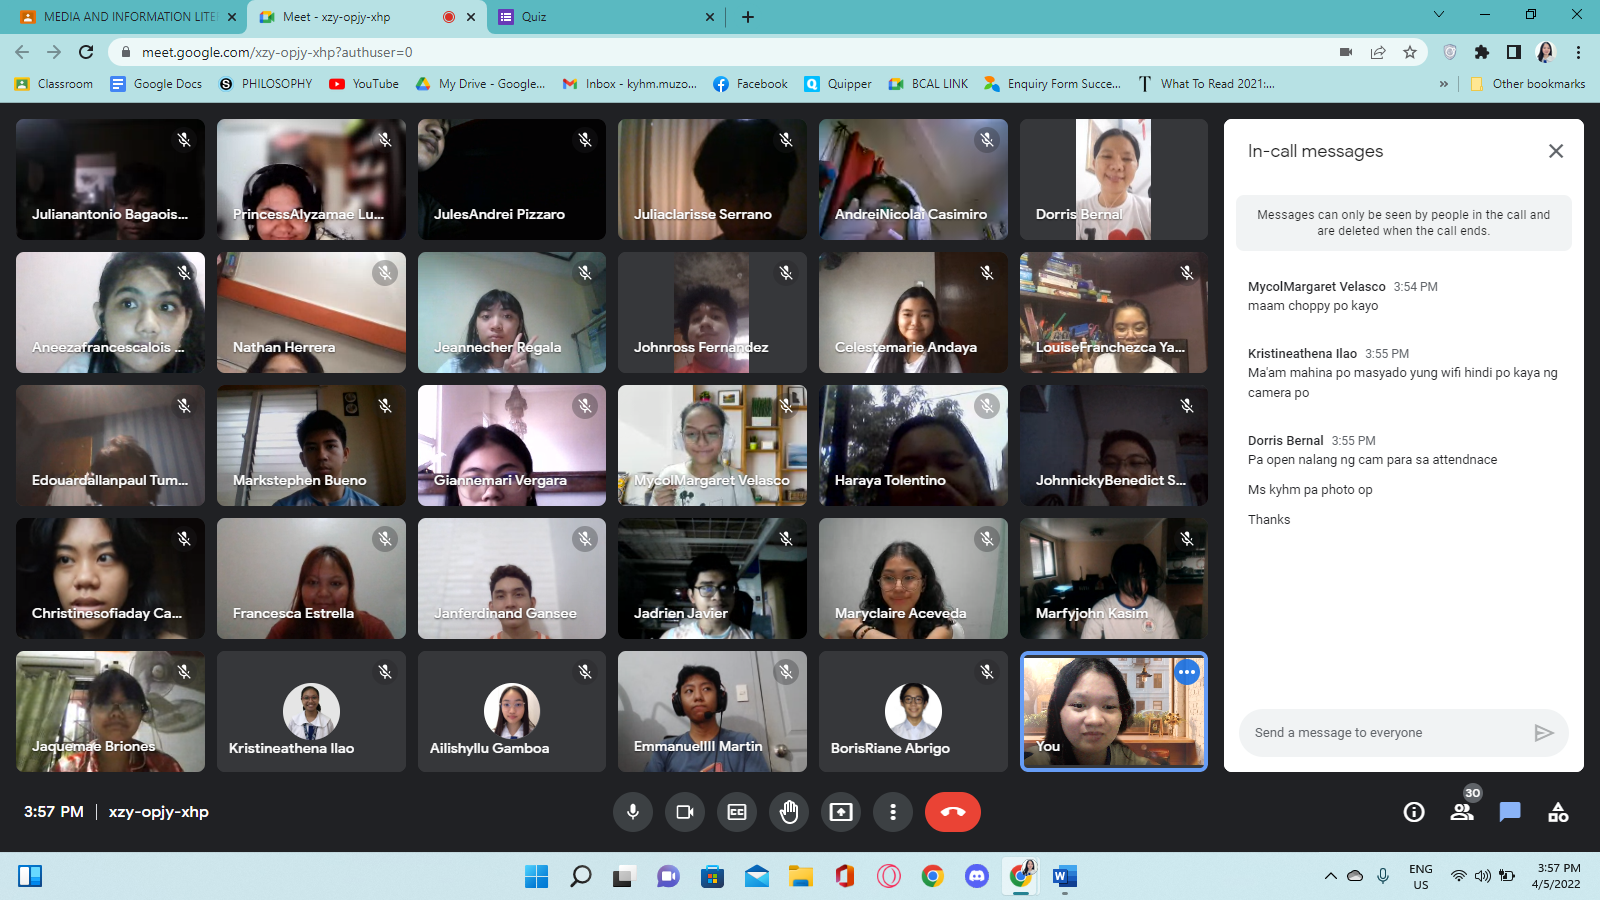 MEDIA AND INFORMATION LITE
Meet - xzy-opjy-xhp
Quiz
meet.google.com/xzy-opjy-xhp?authuser=0
Classroom
Google Docs
PHILOSOPHY
YouTube
My Drive - Google...
Inbox - kyhm.muzo...
Facebook
Quipper
BCAL LINK
Enquiry Form Succe...
What To Read 2021:...
»
Other bookmarks
Julianantonio Bagaois...
PrincessAlyzamae Lu...
JulesAndrei Pizzaro
Juliaclarisse Serrano
AndreiNicolai Casimiro
Dorris Bernal
Aneezafrancescalois ...
Nathan Herrera
Jeannecher Regala
Johnross Fernandez
Celestemarie Andaya
LouiseFranchezca Ya...
Edouardallanpaul Tum...
Markstephen Bueno
Giannemari Vergara
MycolMargaret Velasco
Haraya Tolentino
JohnnickyBenedict S...
Christinesofiaday Ca...
Francesca Estrella
Janferdinand Gansee
Jadrien Javier
Maryclaire Aceveda
Marfyjohn Kasim
Jaquemae Briones
Kristineathena Ilao
Ailishyllu Gamboa
EmmanuelIII Martin
BorisRiane Abrigo
You
In-call messages
Messages can only be seen by people in the call and
are deleted when the call ends.
MycolMargaret Velasco 3:54 PM
maam choppy po kayo
Kristineathena Ilao 3:55 PM
Ma'am mahina po masyado yung wifi hindi po kaya ng
camera po
Dorris Bernal 3:55 PM
Pa open nalang ng cam para sa attendnace
Ms kyhm pa photo op
Thanks
Send a message to everyone
3:57 PM | xzy-opjy-xhp
30
ENG
US
3:57 PM
4/5/2022